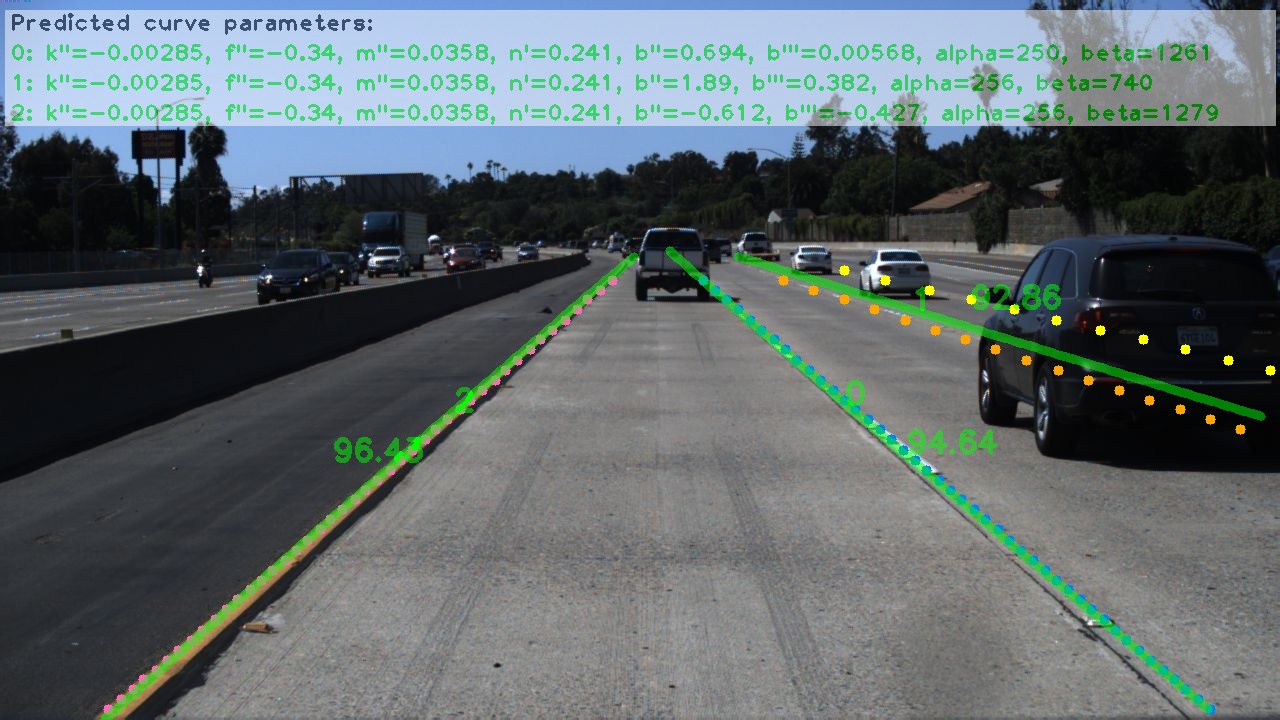 Predicted curve parameters:
0: k''=-0.00285, f''=-0.34, m''=0.0358, n'=0.241, b''=0.694, b'''=0.00568, alpha=250, beta=1261
1: k''=-0.00285, f''=-0.34, m''=0.0358, n'=0.241, b''=1.89, b'''=0.382, alpha=256, beta=740
2: k''=-0.00285, f''=-0.34, m''=0.0358, n'=0.241, b''=-0.612, b'''=-0.427, alpha=256, beta=1279
1 92.86
2 0
96.43 94.64